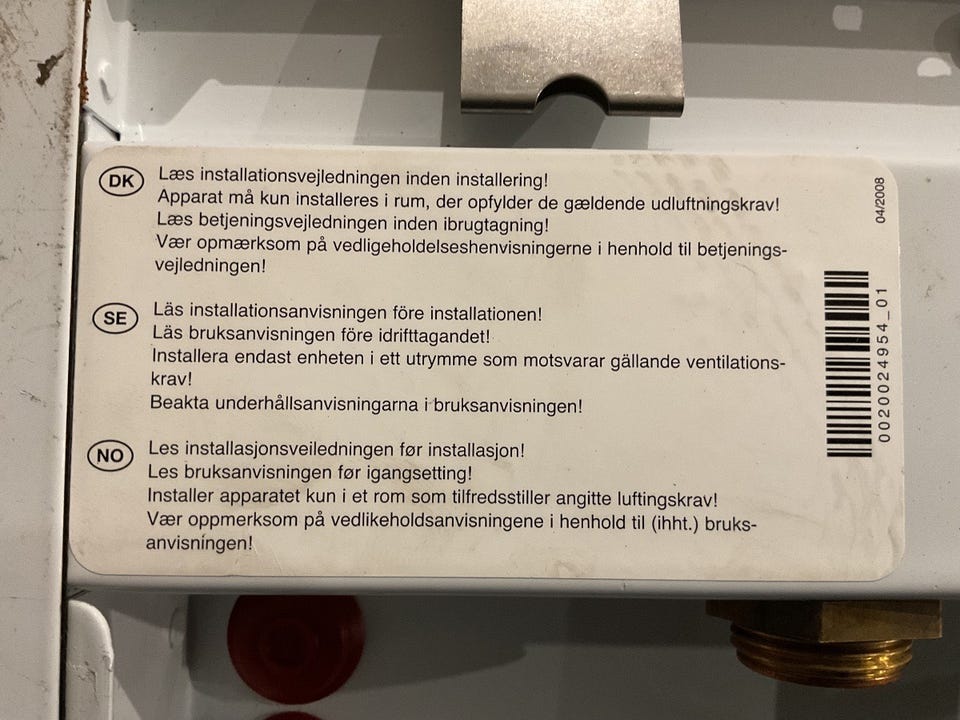 DK
Læs installationsvejledningen inden installering!
Apparat må kun installeres i rum, der opfylder de gældende udluftningskrav!
Læs betjeningsvejledningen inden ibrugtagning!
Vær opmærksom på vedligeholdelseshenvisningerne i henhold til betjenings-
vejledningen!
SE
Läs installationsanvisningen före installationen!
Läs bruksanvisningen före idrifttagandet!
Installera endast enheten i ett utrymme som motsvarar gällande ventilations-
krav!
Beakta underhållsanvisningarna i bruksanvisningen!
NO
Les installasjonsveiledningen før installasjon!
Les bruksanvisningen før igangsetting!
Installer apparatet kun i et rom som tilfredsstiller angitte luftingskrav!
Vær oppmerksom på vedlikeholdsanvisningene i henhold til (ihht.) bruks-
anvisningen!
04/2008
0020024954_01